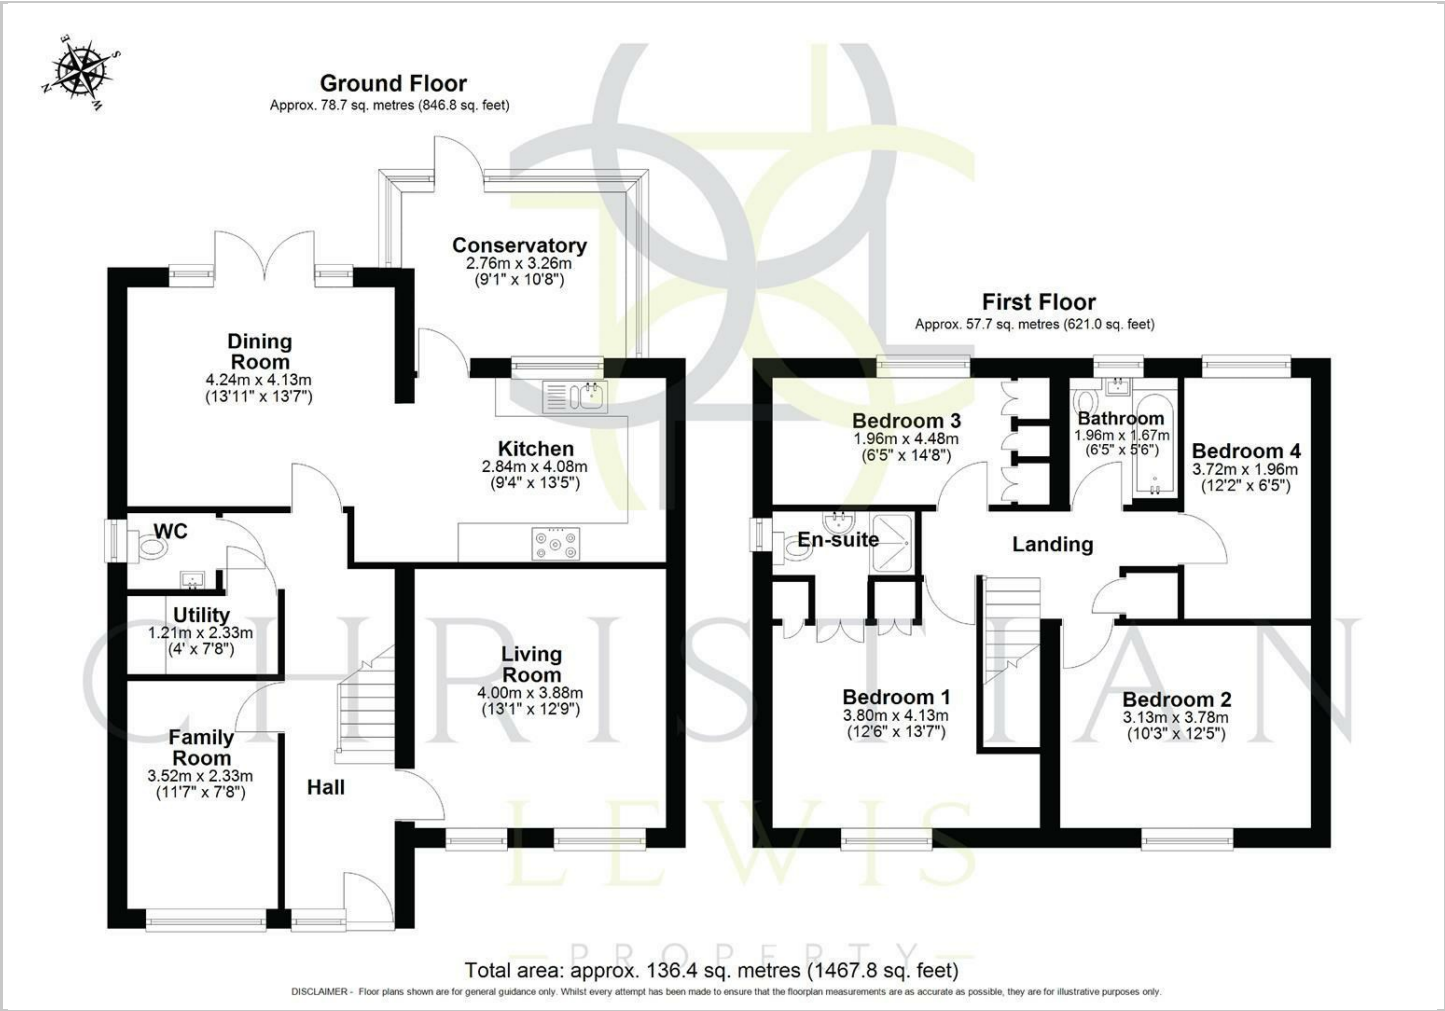 E
S
N
W
Ground Floor
Approx. 78.7 sq. metres (846.8 sq. feet)
Conservatory
2.76m x 3.26m
(9'1" x 10'8")
Dining
Room
4.24m x 4.13m
(13'11" x 13'7")
Kitchen
2.84m x 4.08m
(9'4" x 13'5")
WC
Utility
1.21m x 2.33m
(4' x 7'8")
Living
Room
4.00m x 3.88m
(13'1" x 12'9")
Family
Room
3.52m x 2.33m
(11'7" x 7'8")
Hall
First Floor
Approx. 57.7 sq. metres (621.0 sq. feet)
Bedroom 3
1.96m x 4.48m
(6'5" x 14'8")
Bathroom
1.96m x 1.67m
(6'5" x 5'6")
Bedroom 4
3.72m x 1.96m
(12'2" x 6'5")
En-suite
Landing
Bedroom 1
3.80m x 4.13m
(12'6" x 13'7")
Bedroom 2
3.13m x 3.78m
(10'3" x 12'5")
CHRISTIAN
LEWIS
PROPERTY
Total area: approx. 136.4 sq. metres (1467.8 sq. feet)
DISCLAIMER - Floor plans shown are for general guidance only. Whilst every attempt has been made to ensure that the floorplan measurements are as accurate as possible, they are for illustrative purposes only.